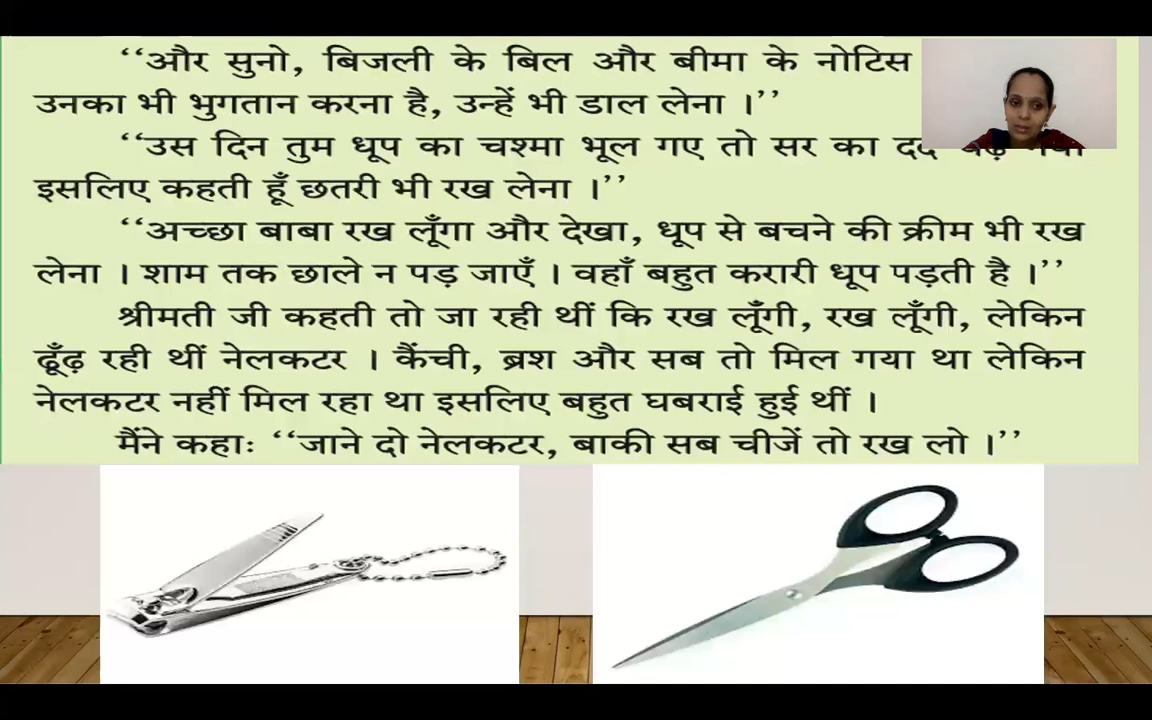 ‘‘और सुनो, बिजली के बिल और बीमा के नोटिस
उनका भी भुगतान करना है, उन्हें भी डाल लेना ।’’
‘‘उस दिन तुम धूप का चश्मा भूल गए तो सर का दर्द
इसलिए कहती हूँ छतरी भी रख लेना ।’’
‘‘अच्छा बाबा रख लूँगा और देखा, धूप से बचने की क्रीम भी रख
लेना । शाम तक छाले न पड़ जाएँ । वहाँ बहुत करारी धूप पड़ती है ।’’
श्रीमती जी कहती तो जा रही थीं कि रख लूँगी, रख लूँगी, लेकिन
ढूँढ़ रही थीं नेलकटर । कैंची, ब्रश और सब तो मिल गया था लेकिन
नेलकटर नहीं मिल रहा था इसलिए बहुत घबराई हुई थीं ।
मैंने कहाः ‘‘जाने दो नेलकटर, बाकी सब चीजें तो रख लो ।’’